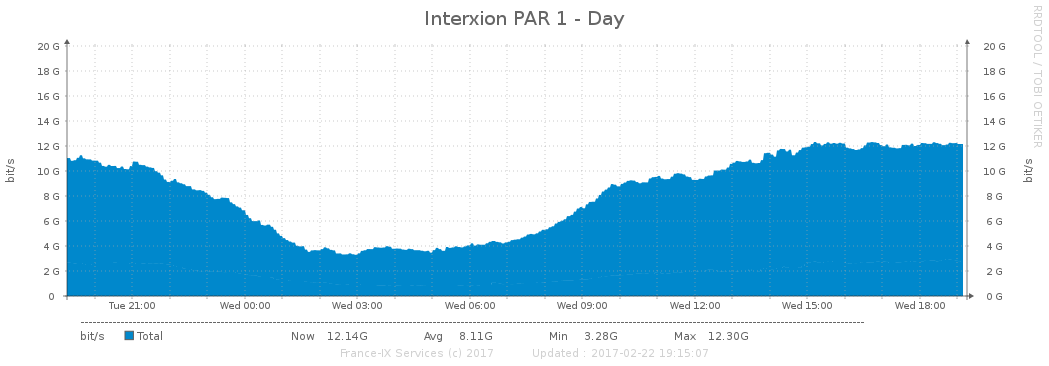 Interxion PAR 1 - Day
RRDTOOL / TOBI OETIKER
bit/s
20 G 20 G
18 G 18 G
16 G 16 G
14 G 14 G
12 G 12 G
10 G 10 G
8 G 8 G
6 G 6 G
4 G 4 G
2 G 2 G
0 0 G
bit/s
Tue 21:00 Wed 00:00 Wed 03:00 Wed 06:00 Wed 09:00 Wed 12:00 Wed 15:00 Wed 18:00
bit/s Total Now 12.14G Avg 8.11G Min 3.28G Max 12.30G
France-IX Services (c) 2017 Updated : 2017-02-22 19:15:07